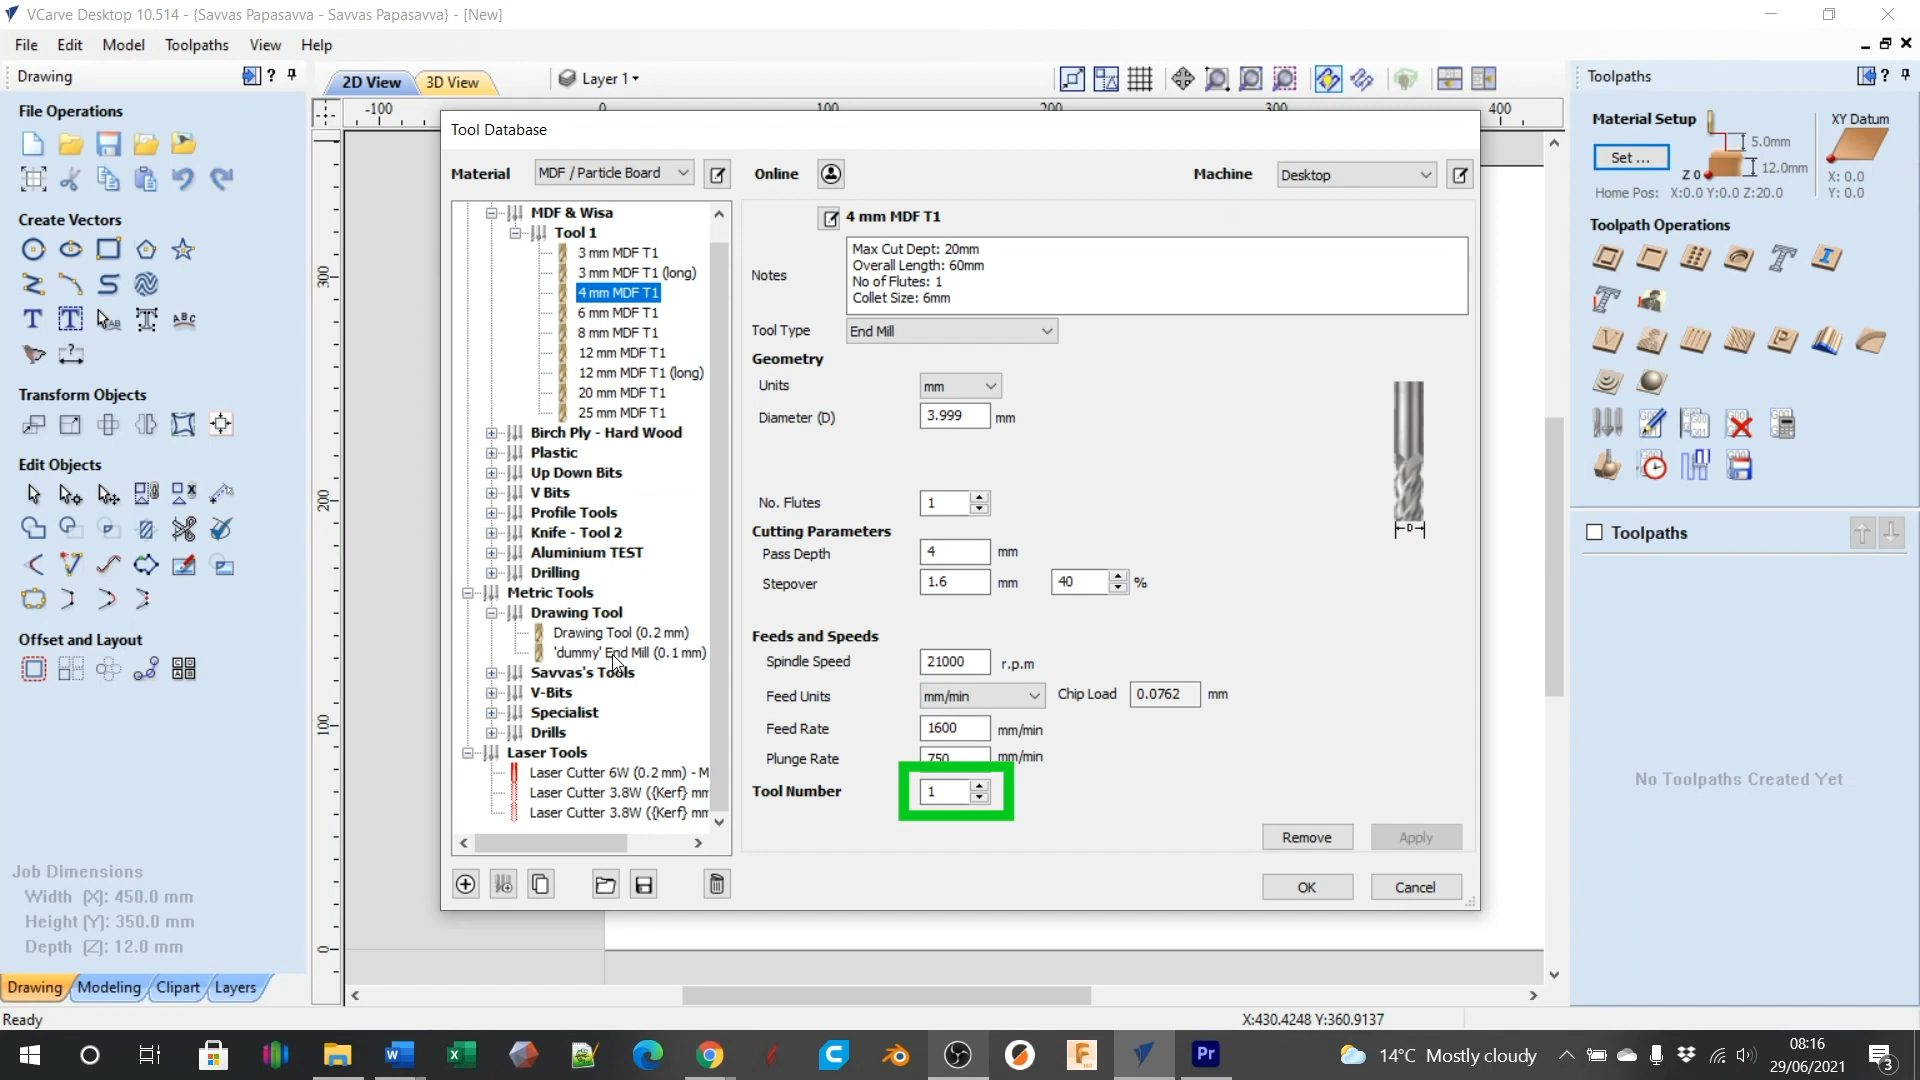 VCarve Desktop 10.514 - {Savvas Papasavva - Savvas Papasavva} - [New]
File Edit Model Toolpaths View Help
Drawing
File Operations
Create Vectors
Transform Objects
Edit Objects
Offset and Layout
Job Dimensions
Width (X): 450.0 mm
Height (Y): 350.0 mm
Depth (Z): 12.0 mm
Drawing Modeling Clipart Layers
Ready
2D View 3D View Layer 1
-100 0 100 200 300 400
300
200
100
0
Tool Database
Material MDF / Particle Board Online Machine Desktop
MDF & Wisa
Tool 1
3 mm MDF T1
3 mm MDF T1 (long)
4 mm MDF T1
6 mm MDF T1
8 mm MDF T1
12 mm MDF T1
12 mm MDF T1 (long)
20 mm MDF T1
25 mm MDF T1
Birch Ply - Hard Wood
Plastic
Up Down Bits
V Bits
Profile Tools
Knife - Tool 2
Aluminium TEST
Drilling
Metric Tools
Drawing Tool
Drawing Tool (0.2 mm)
'dummy' End Mill (0.1 mm)
Savvas's Tools
V-Bits
Specialist
Drills
Laser Tools
Laser Cutter 6W (0.2 mm) - M
Laser Cutter 3.8W ({Kerf} mm
Laser Cutter 3.8W ({Kerf} mm
4 mm MDF T1
Notes
Max Cut Dept: 20mm
Overall Length: 60mm
No of Flutes: 1
Collet Size: 6mm
Tool Type End Mill
Geometry
Units mm
Diameter (D) 3.999 mm
No. Flutes 1
Cutting Parameters
Pass Depth 4 mm
Stepover 1.6 mm 40 %
Feeds and Speeds
Spindle Speed 21000 r.p.m
Feed Units mm/min Chip Load 0.0762 mm
Feed Rate 1600 mm/min
Plunge Rate 750 mm/min
Tool Number 1
D
Remove Apply
OK Cancel
X:430.4248 Y:360.9137
Toolpaths
Material Setup
Set ...
5.0mm
12.0mm
Z 0
Home Pos: X:0.0 Y:0.0 Z:20.0
XY Datum
X: 0.0
Y: 0.0
Toolpath Operations
Toolpaths
No Toolpaths Created Yet
14°C Mostly cloudy
08:16
29/06/2021
3